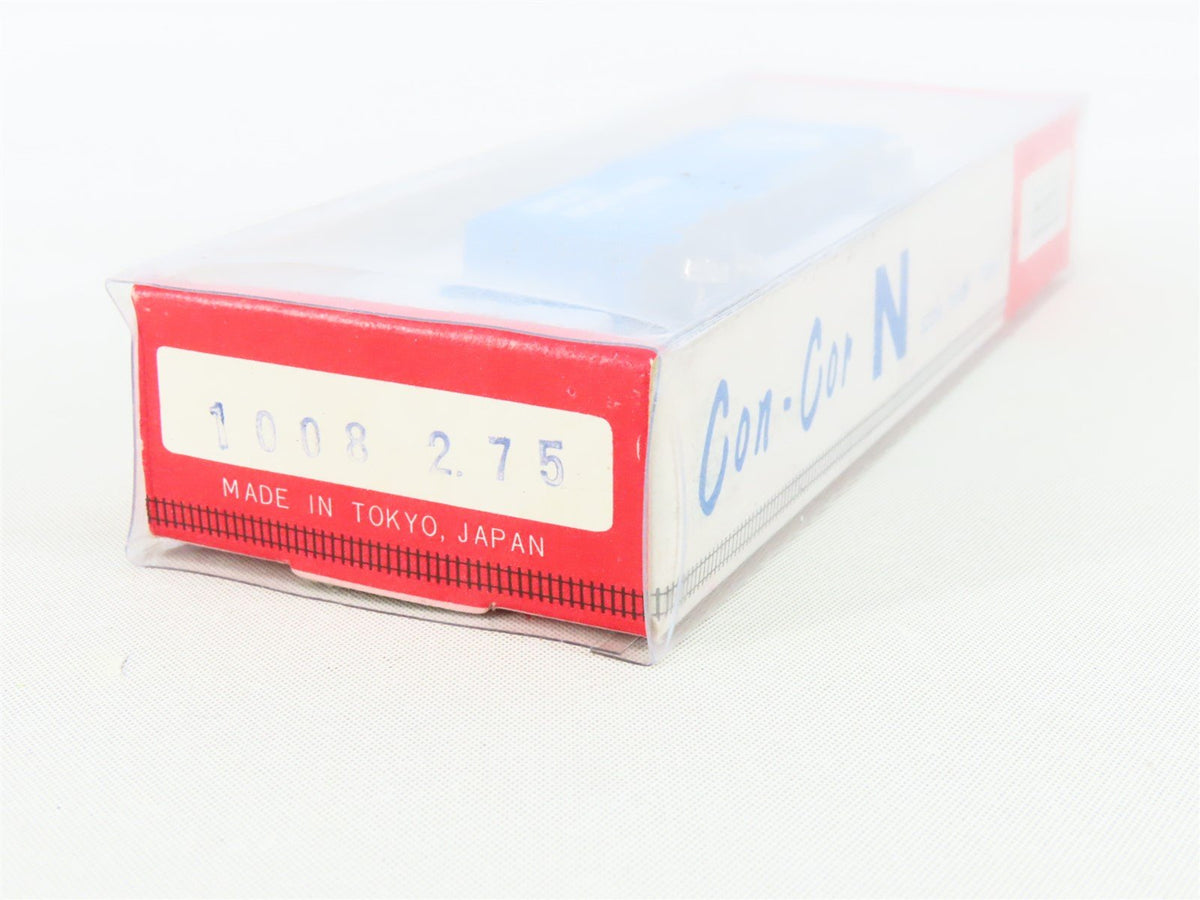 1008 2.75
MADE IN TOKYO, JAPAN
Con-Cor N